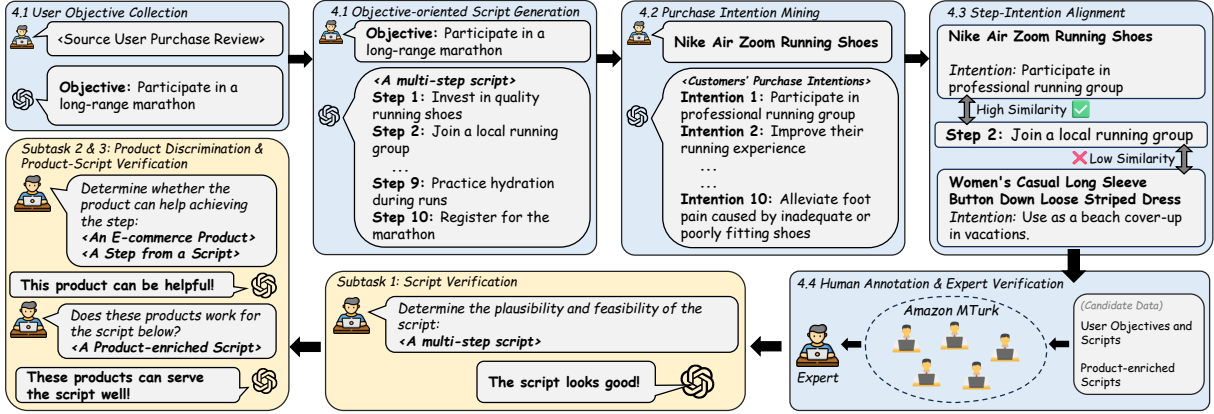 4.1 User Objective Collection
<Source User Purchase Review>
Objective: Participate in a
long-range marathon
4.1 Objective-oriented Script Generation
Objective: Participate in a
long-range marathon
<A multi-step script>
Step 1: Invest in quality
running shoes
Step 2: Join a local running
group
...
Step 9: Practice hydration
during runs
Step 10: Register for the
marathon
4.2 Purchase Intention Mining
Nike Air Zoom Running Shoes
<Customers' Purchase Intentions>
Intention 1: Participate in
professional running group
Intention 2: Improve their
running experience
...
...
Intention 10: Alleviate foot
pain caused by inadequate or
poorly fitting shoes
4.3 Step-Intention Alignment
Nike Air Zoom Running Shoes
Intention: Participate in
professional running group
High Similarity
Step 2: Join a local running group
Low Similarity
Women's Casual Long Sleeve
Button Down Loose Striped Dress
Intention: Use as a beach cover-up
in vacations.
4.4 Human Annotation & Expert Verification
(Candidate Data)
User Objectives and
Scripts
Product-enriched
Scripts
Amazon MTurk
Expert
Subtask 1: Script Verification
Determine the plausibility and feasibility of the
script:
<A multi-step script>
The script looks good!
Subtask 2 & 3: Product Discrimination &
Product-Script Verification
Determine whether the
product can help achieving
the step:
<An E-commerce Product>
<A Step from a Script>
This product can be helpful!
Does these products work for
the script below?
<A Product-enriched Script>
These products can serve
the script well!